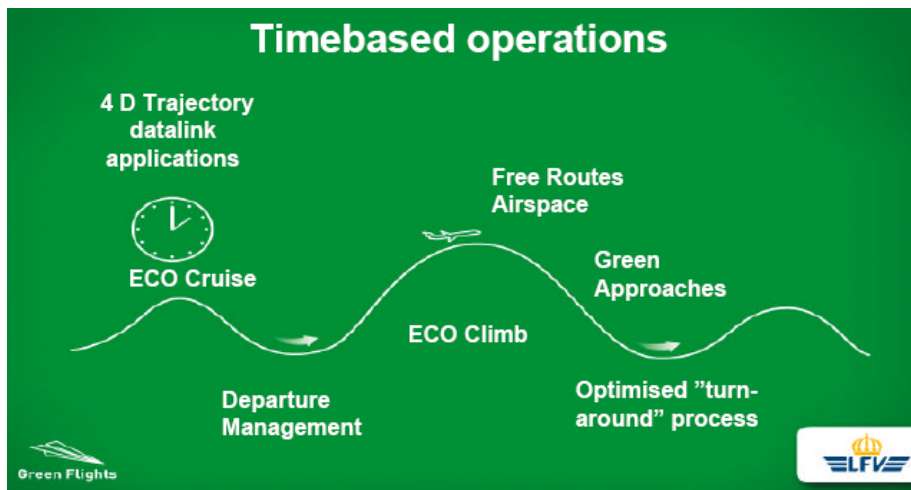 Timebased operations
4 D Trajectory
datalink
applications
Free Routes
Airspace
ECO Cruise
Green
Approaches
ECO Climb
Departure
Management
Optimised ”turn-
around” process
Green Flights
LFV